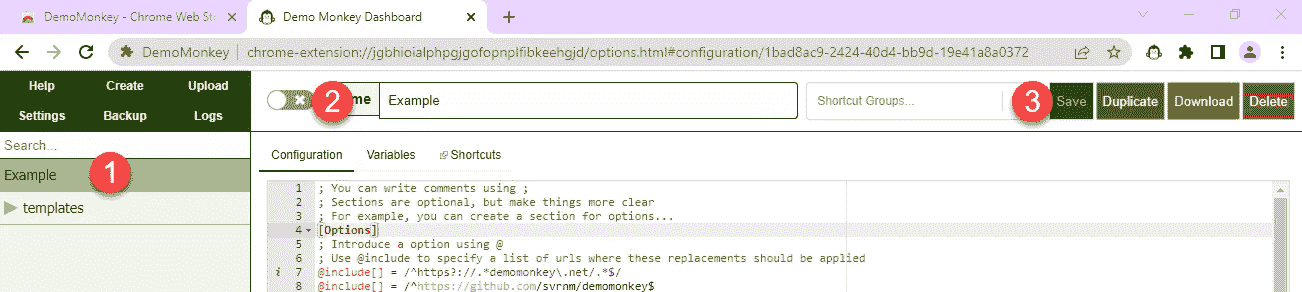 DemoMonkey - Chrome Web St
Demo Monkey Dashboard
DemoMonkey | chrome-extension://jgbhioialphpgjgofopnplfibkeehgjd/options.html#configuration/1bad8ac9-2424-40d4-bb9d-19e41a8a0372
Help Create Upload
Settings Backup Logs
Search...
Example
1
templates
2
me
Example
Shortcut Groups...
3
Save
Duplicate
Download
Delete
Configuration Variables Shortcuts
1 ; You can write comments using ;
2 ; Sections are optional, but make things more clear
3 ; For example, you can create a section for options...
4 [Options]
5 ; Introduce a option using @
6 ; Use @include to specify a list of urls where these replacements should be applied
i 7 @include[] = /^https?://.*demomonkey\.net/.*$/
8 @include[] = /^https://github.com/svrnm/demomonkey$